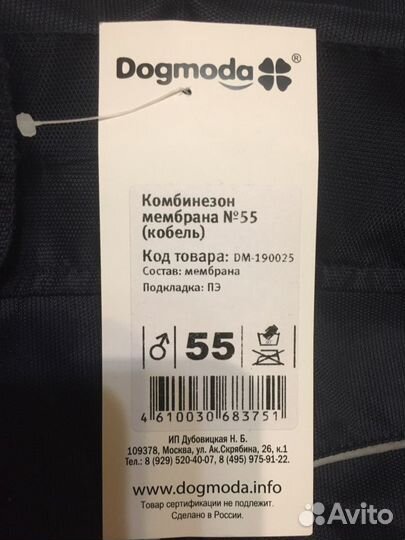 Dogmoda®
Комбинезон
мембрана №55
(кобель)
Код товара: DM-190025
Состав: мембрана
Подкладка: ПЭ
55
4 610030 683751
ИП Дубовицкая Н. Б.
109378, Москва, ул. Ак.Скрябина, 26, к.1
Тел.: 8 (929) 520-40-07, 8 (495) 975-91-22.
www.dogmoda.info
Товар сертификации не подлежит.
Сделано в России.
Avito